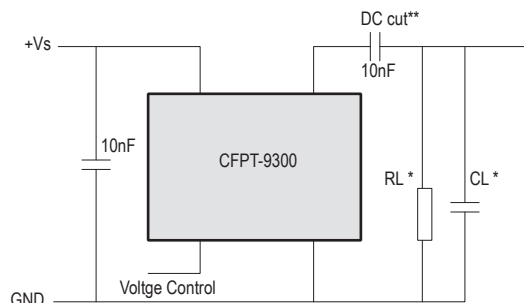 DC cut**
+Vs
10nF
10nF
CFPT-9300
RL *
CL *
Voltge Control
GND